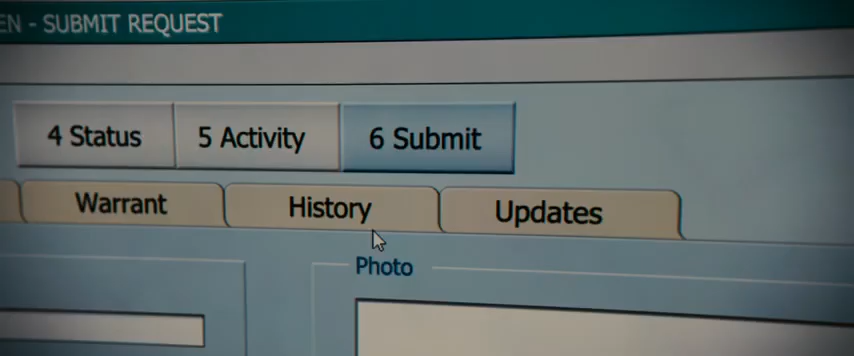 EN - SUBMIT REQUEST
4 Status 5 Activity 6 Submit
Warrant History Updates
Photo